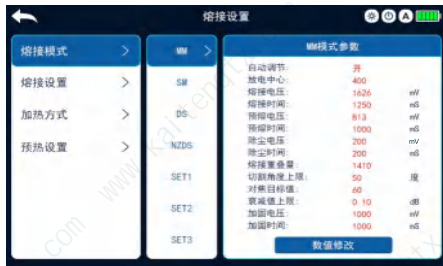 熔接设置
A
熔接模式 >
熔接设置 >
加热方式 >
预热设置 >
MM >
SM
DS
NZDS
SET1
SET2
SET3
MM模式参数
自动调节: 开
放电中心: 400
熔接电压: 1626 mV
熔接时间: 1250 mS
预熔电压: 813 mV
预熔时间: 1000 mS
除尘电压: 200 mV
除尘时间: 200 mS
熔接重叠量: 1410
切割角度上限: 50 度
对焦目标值: 60
衰减值上限: 0.10 dB
加固电压: 1000 mV
加固时间: 1000 mS
数值修改